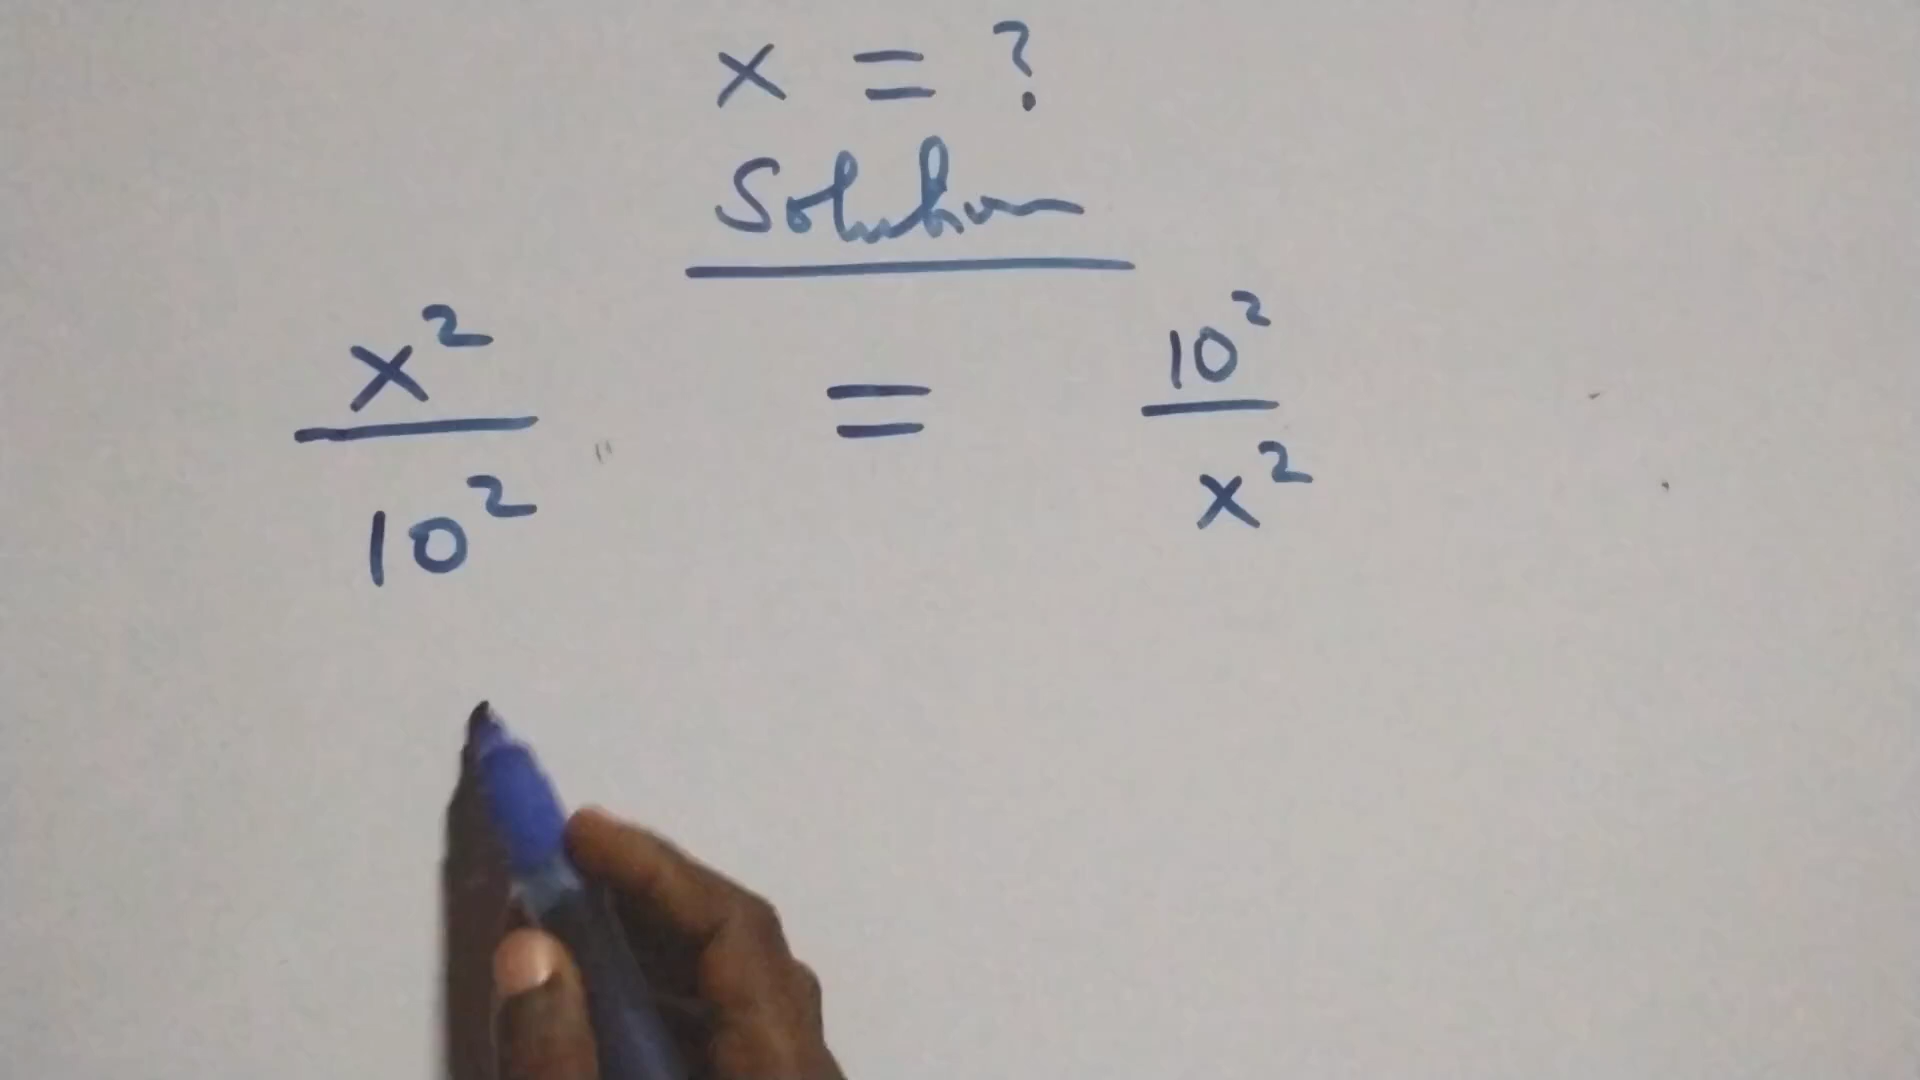 x = ?
Solution
x² / 10² = 10² / x²